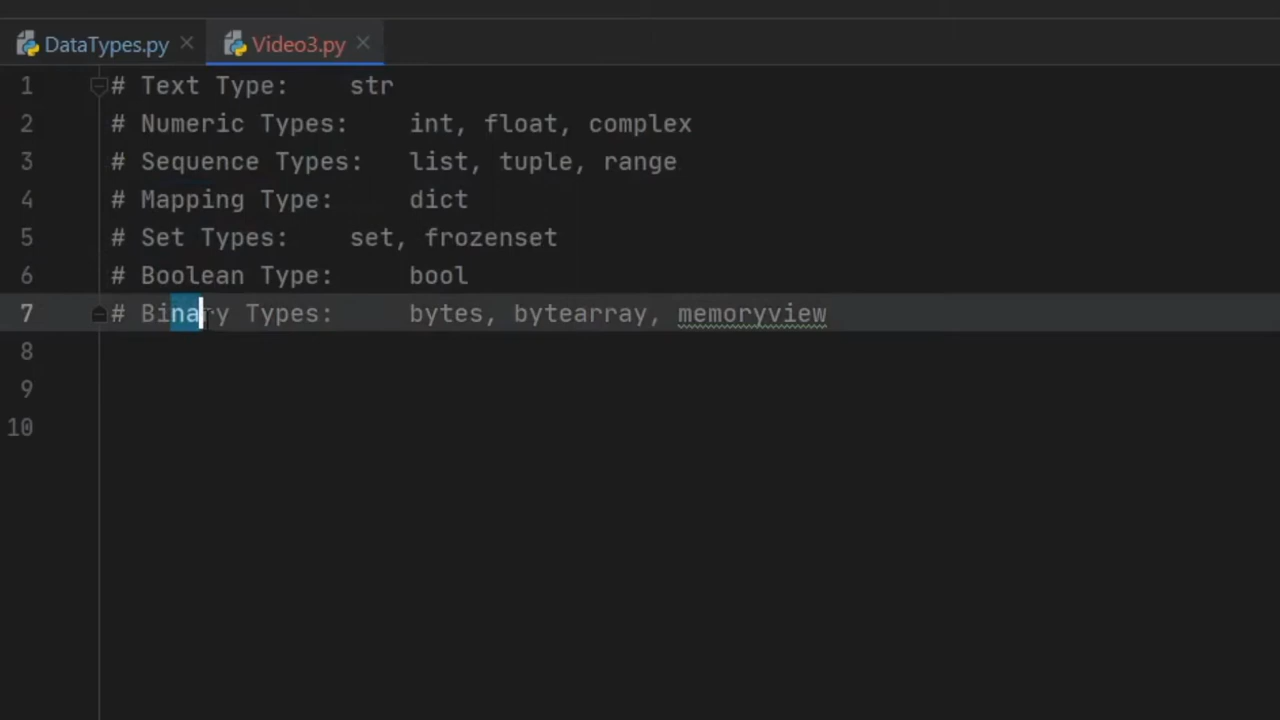 DataTypes.py Video3.py
1 # Text Type: str
2 # Numeric Types: int, float, complex
3 # Sequence Types: list, tuple, range
4 # Mapping Type: dict
5 # Set Types: set, frozenset
6 # Boolean Type: bool
7 # Binary Types: bytes, bytearray, memoryview
8
9
10